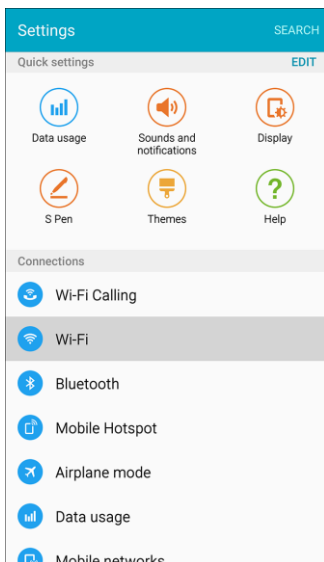 Settings SEARCH
Quick settings EDIT
Data usage Sounds and notifications Display
S Pen Themes Help
Connections
Wi-Fi Calling
Wi-Fi
Bluetooth
Mobile Hotspot
Airplane mode
Data usage
Mobile networks